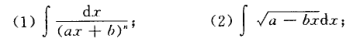 (1) ∫ dx/(ax + b)ⁿ; (2) ∫ √(a − bx)dx;